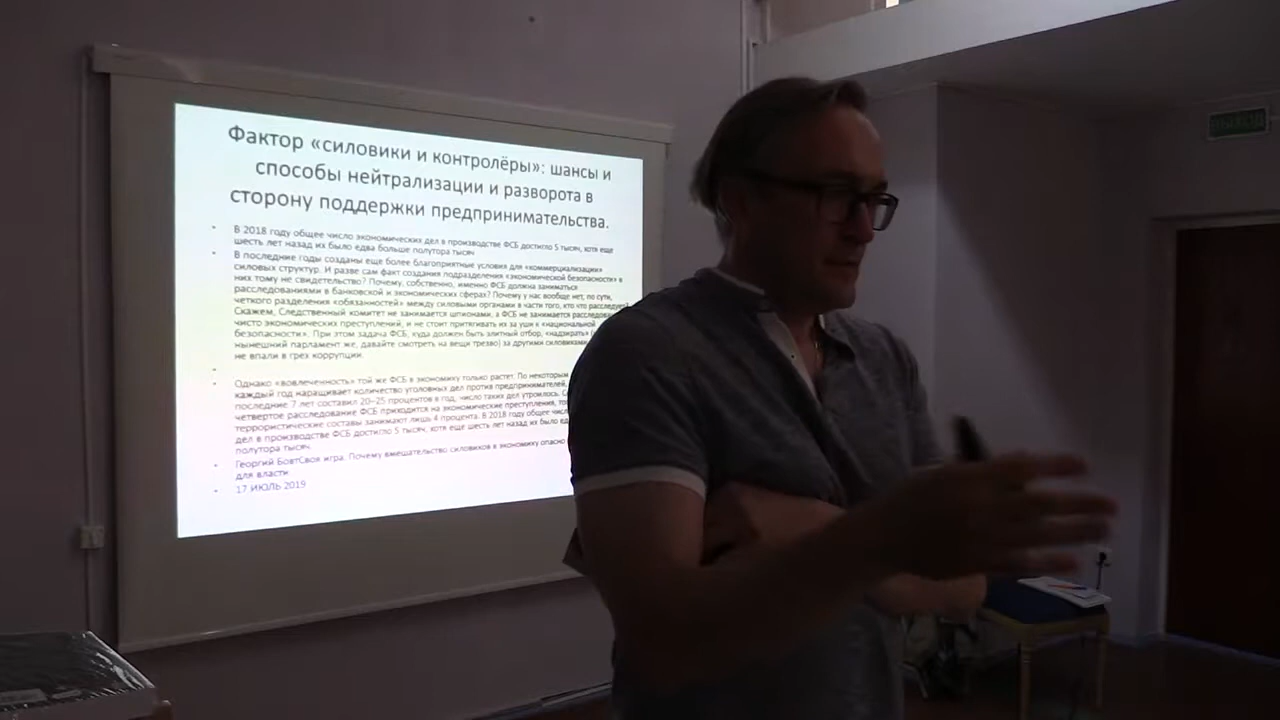 Фактор «силовики и контролёры»: шансы и
способы нейтрализации и разворота в
сторону поддержки предпринимательства.
• В 2018 году общее число экономических дел в производстве ФСБ достигло 5 тысяч, хотя еще
шесть лет назад их было едва больше полутора тысяч
• В последние годы созданы еще более благоприятные условия для «коммерциализации»
силовых структур. И разве сам факт создания подразделения «экономической безопасности» в
них тому не свидетельство? Почему, собственно, именно ФСБ должна заниматься
расследованиями в банковской и экономических сферах? Почему у нас вообще нет, по сути,
четкого разделения «обязанностей» между силовыми органами в части того, кто что расследует?
Скажем, Следственный комитет не занимается шпионами, а ФСБ не занимается
чисто экономических преступлений, и не стоит притягивать их за уши к «национальной
безопасности». При этом задача ФСБ, куда должен быть элитный отбор, «надзирать»
нынешний парламент же, давайте смотреть на вещи трезво) за другими силовиками
не впали в грех коррупции.
•
• Однако «вовлеченность» той же ФСБ в экономику только растет. По некоторым
каждый год наращивает количество уголовных дел против предпринимателей,
последние 7 лет составил 20–25 процентов в год, число таких дел утроилось.
четвертое расследование ФСБ приходится на экономические преступления,
террористические составы занимают лишь 4 процента. В 2018 году общее
дел в производстве ФСБ достигло 5 тысяч, хотя еще шесть лет назад их было
полутора тысяч.
• Георгий БовтСвоя игра. Почему вмешательство силовиков в экономику опасно
для власти
• 17 ИЮЛЬ 2019
ВЫХОД